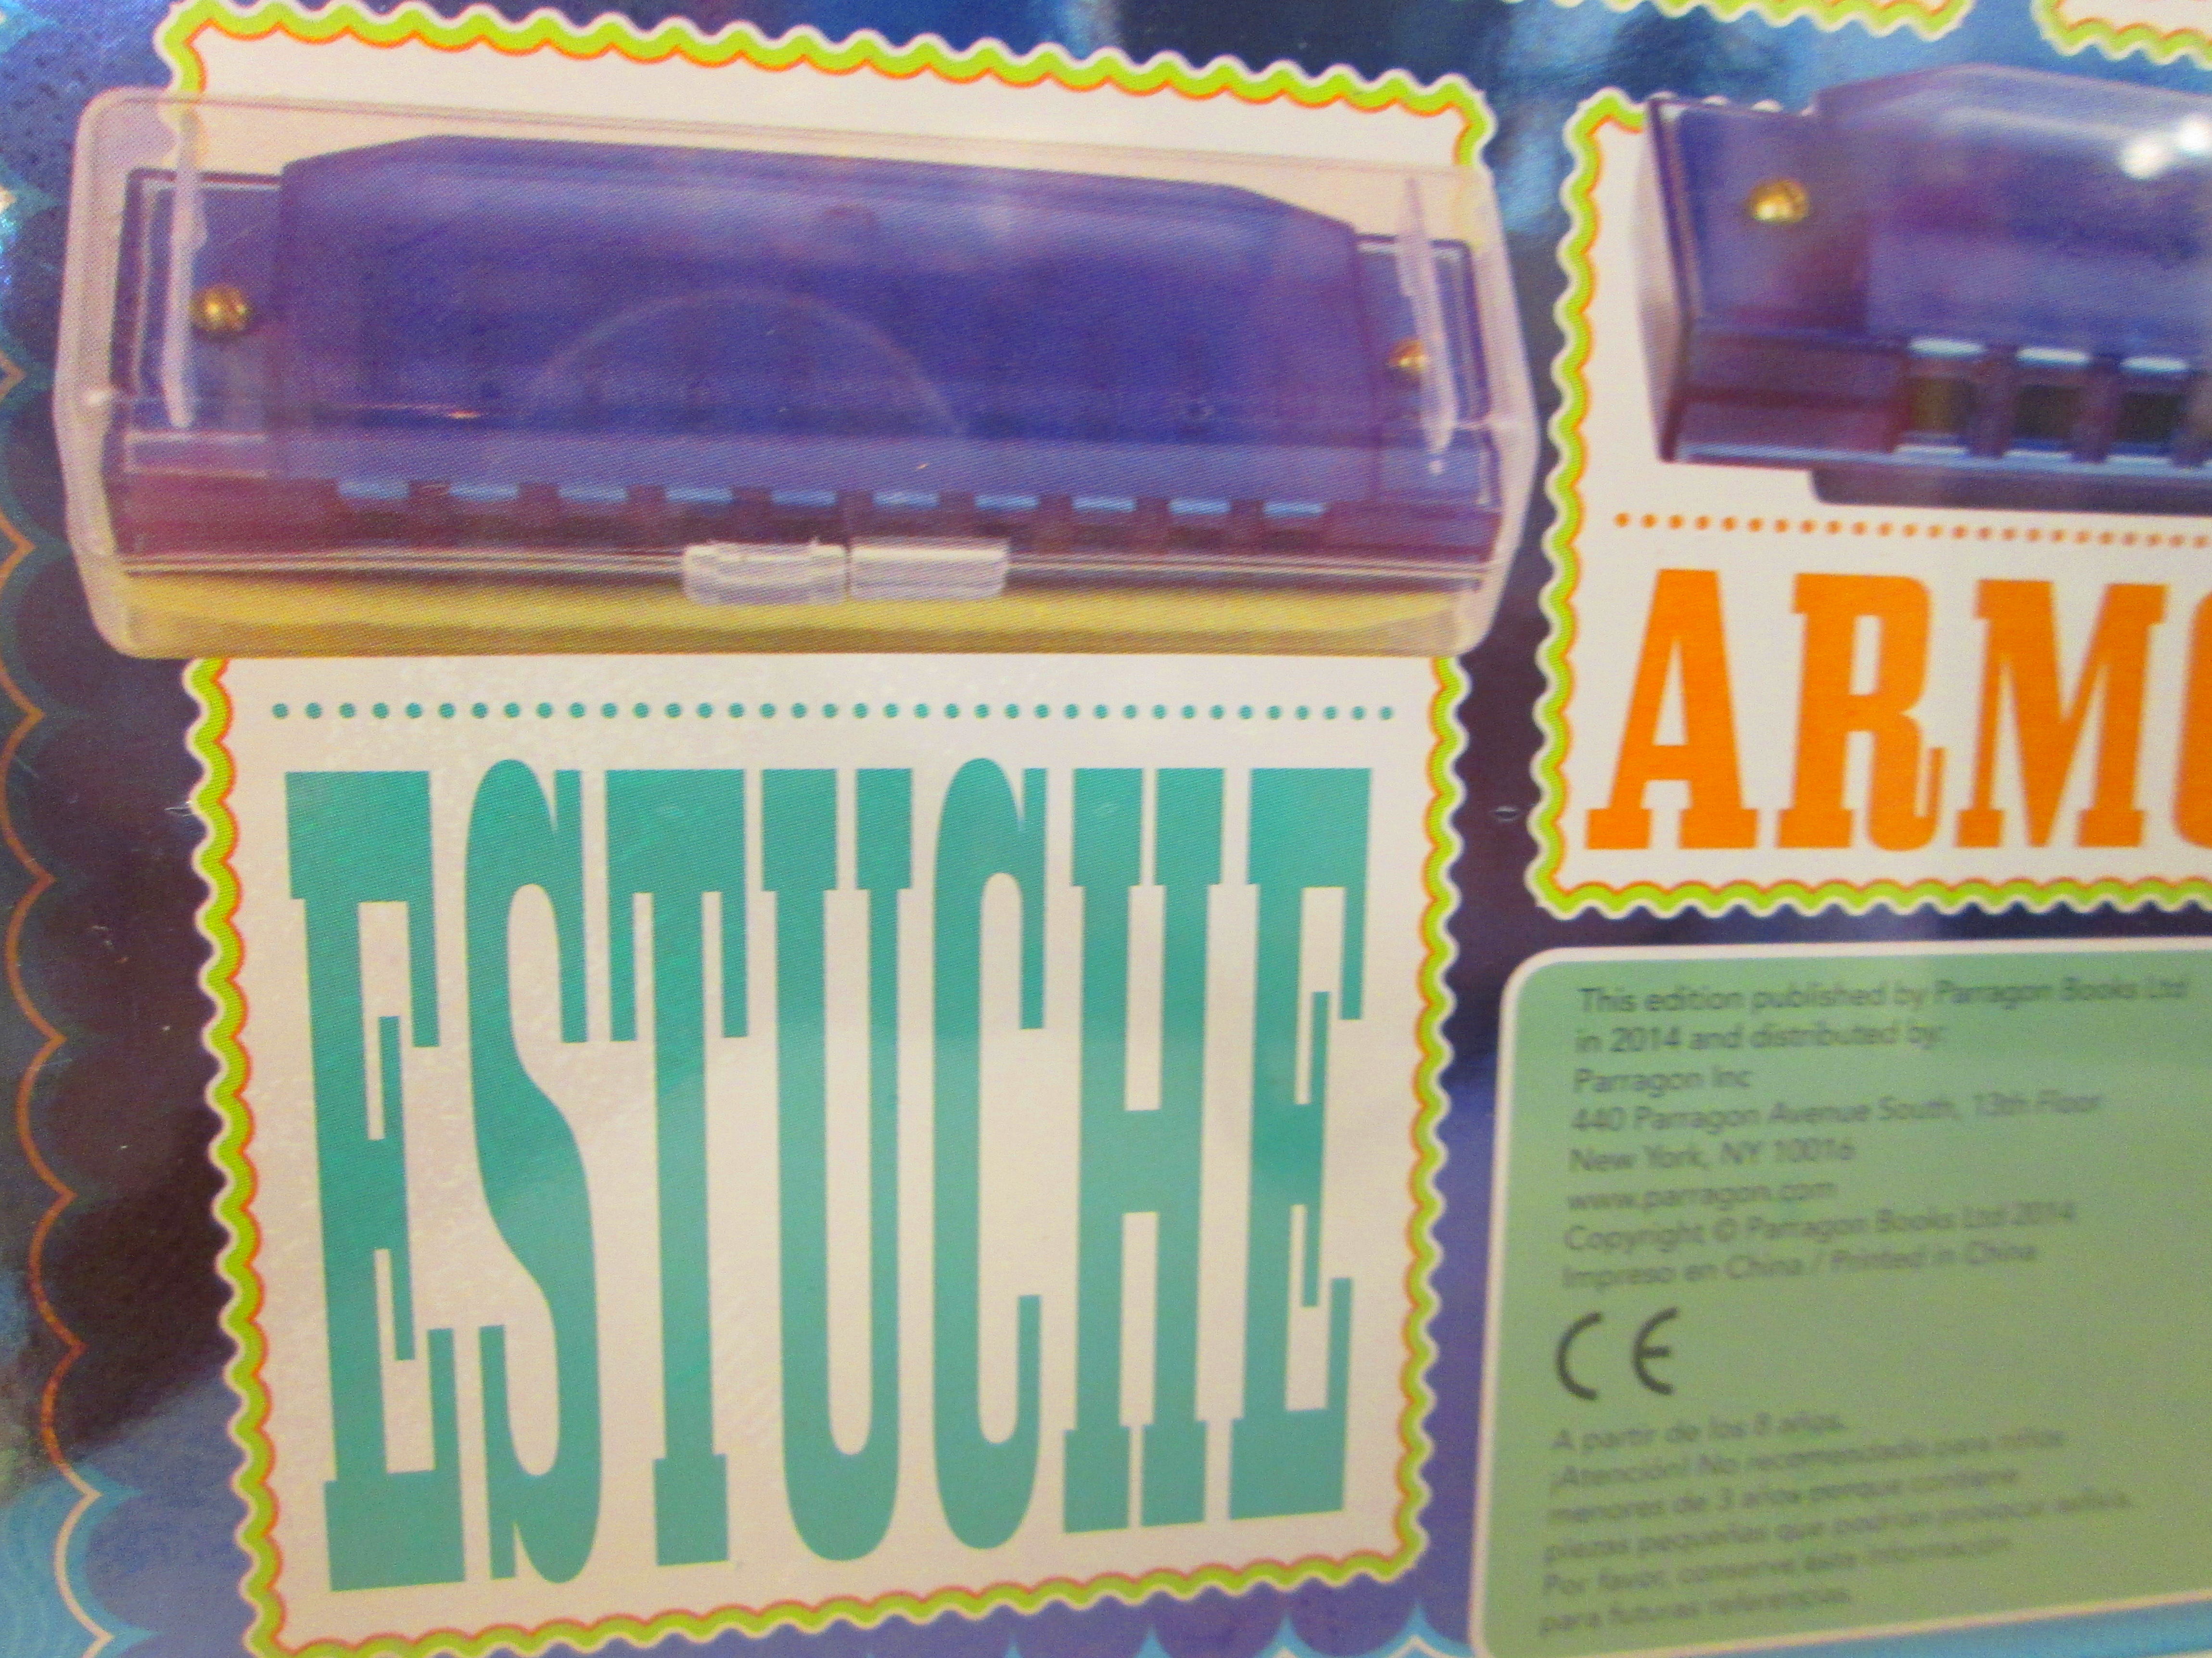 ESTUCHE
ARMO
This edition published by Parragon Books Ltd
in 2014 and distributed by:
Parragon Inc
440 Parragon Avenue South, 13th Floor
New York, NY 10016
www.parragon.com
Copyright © Parragon Books Ltd 2014
Impreso en China / Printed in China
CE
A partir de los 8 años.
¡Atención! No recomendado para niños
menores de 3 años porque contiene
piezas pequeñas que podrían provocar asfixia.
Por favor, conserve esta información
para futuras referencias.